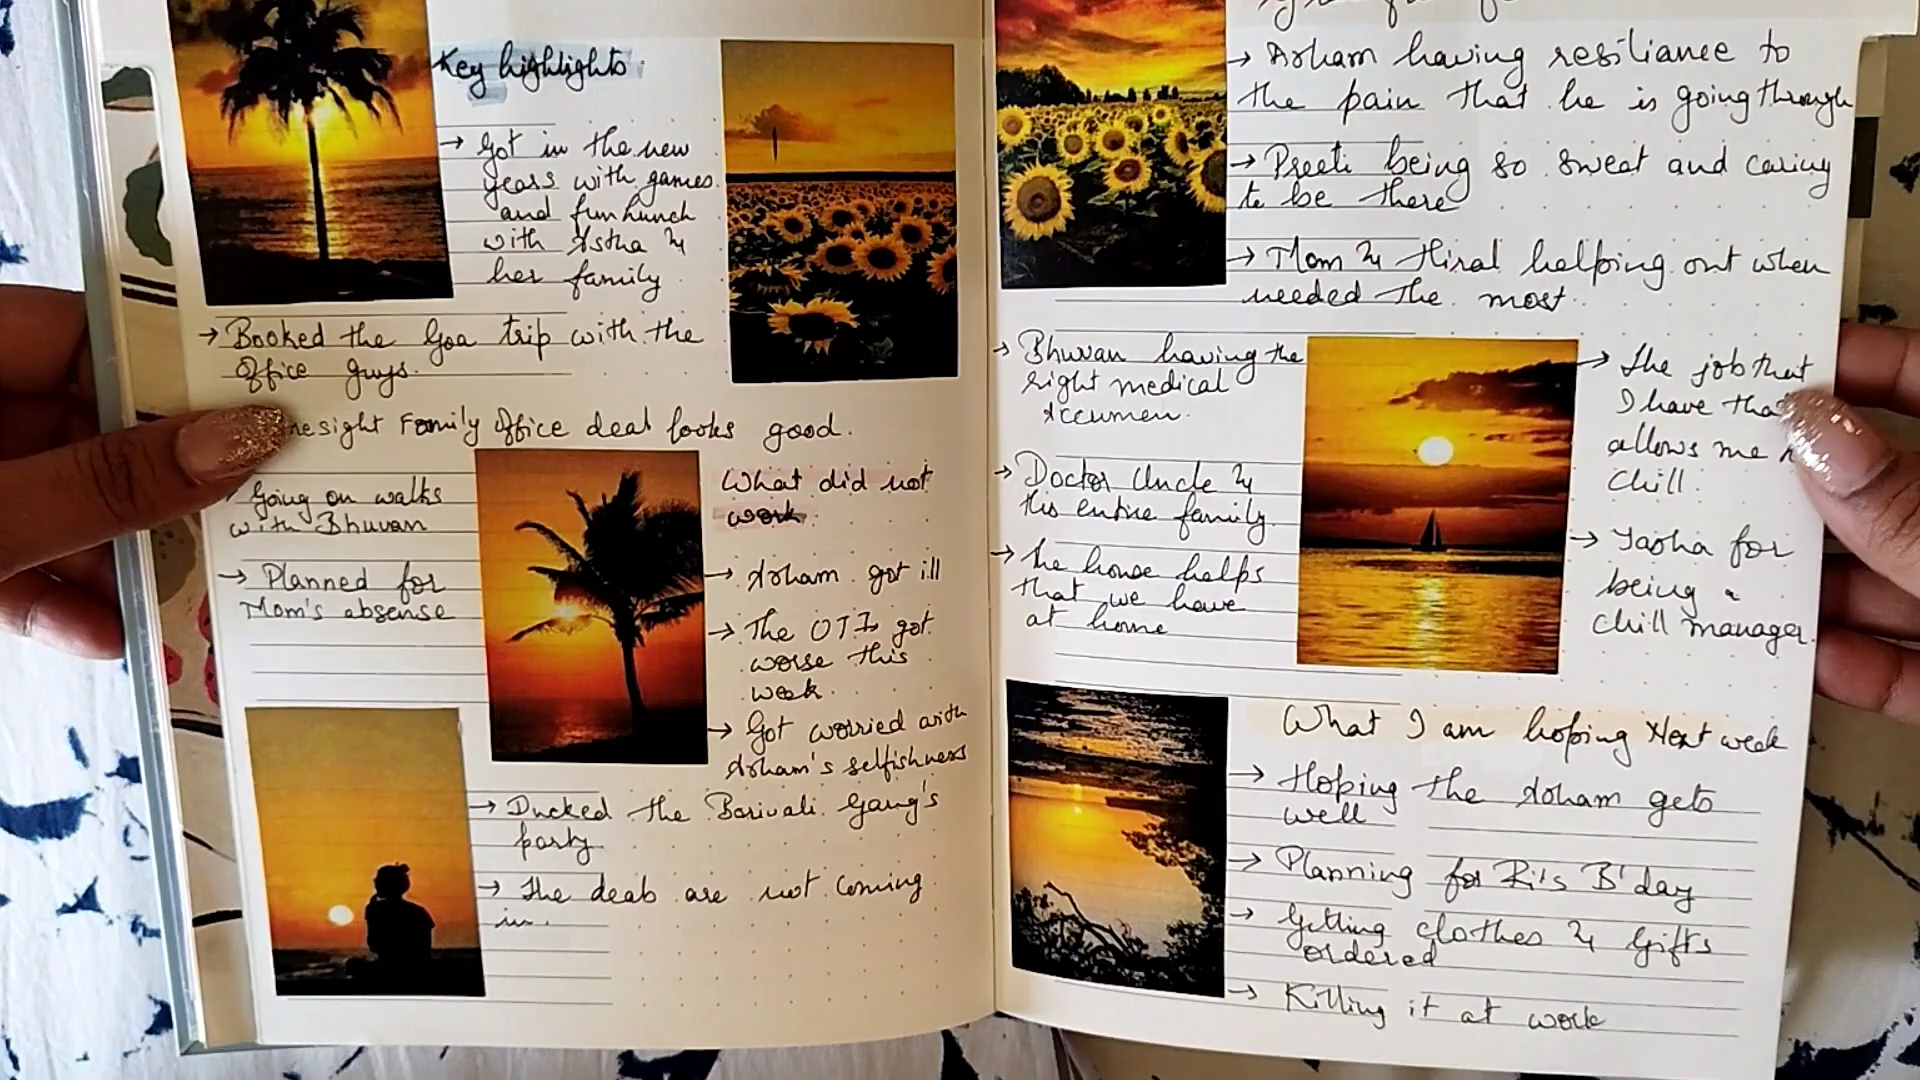 Key highlights
→ Got in the new
years with games
and fun lunch
with Astha &
her family
→ Booked the Goa trip with the
office guys.
nesight Family Office deal looks good.
Going on walks
with Bhuvan
→ Planned for
Mom's absense
What did not
work
→ Arham got ill
→ The OTIs got
worse this
week.
→ Got worried with
Arham's selfishness
→ Ducked the Borivali Gang's
party
→ The deals are not coming
in.
→ Arham having resiliance to
the pain that he is going through
→ Preeti being so sweet and caring
to be there
→ Mom & Hiral helping out when
needed the most.
→ Bhuvan having the
right medical
accumen.
→ Doctor Uncle &
his entire family.
→ The house helps
that we have
at home
→ The job that
I have that
allows me
chill.
→ Yasha for
being a
chill manager.
What I am hoping Next week
→ Hoping the Arham gets
well
→ Planning for Ri's B'day
→ Getting clothes & Gifts
ordered
→ Killing it at work